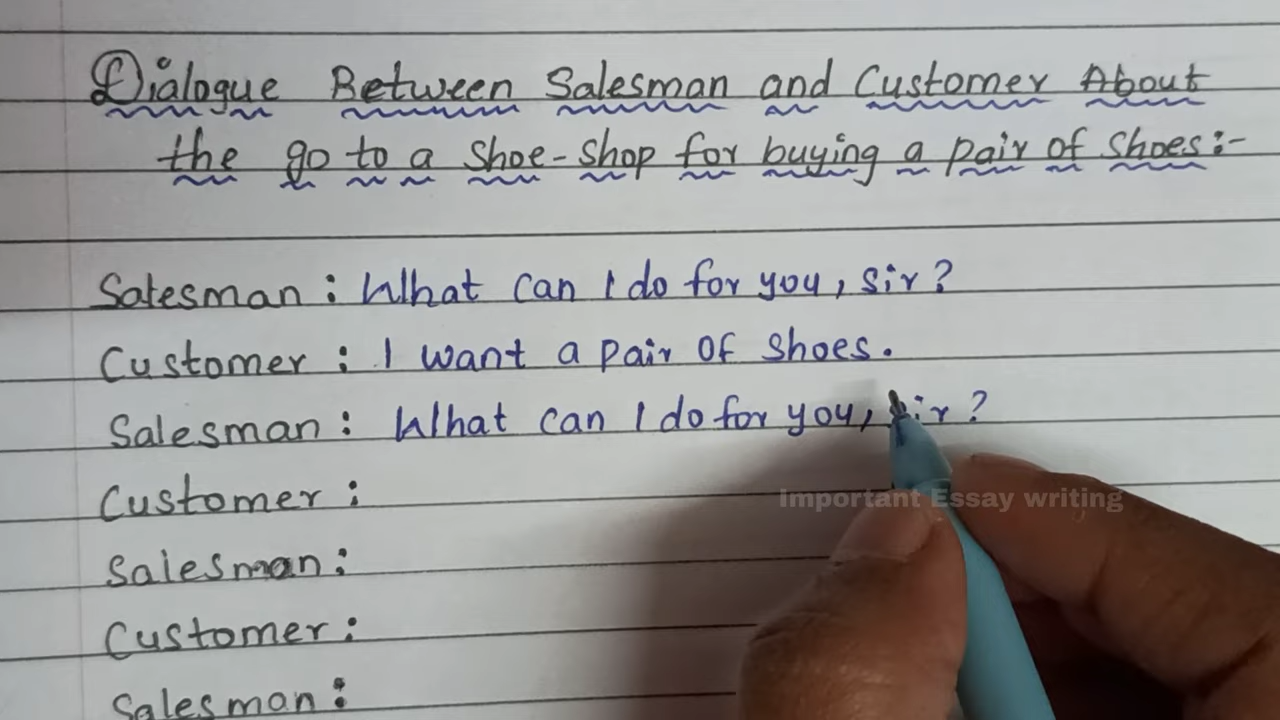 Dialogue Between Salesman and Customer About
the go to a Shoe-Shop for buying a pair of Shoes:-
Salesman : What can I do for you, Sir?
Customer : I want a pair of Shoes.
Salesman : What can I do for you, Sir?
Customer :
Important Essay writing
Salesman :
Customer :
Salesman :